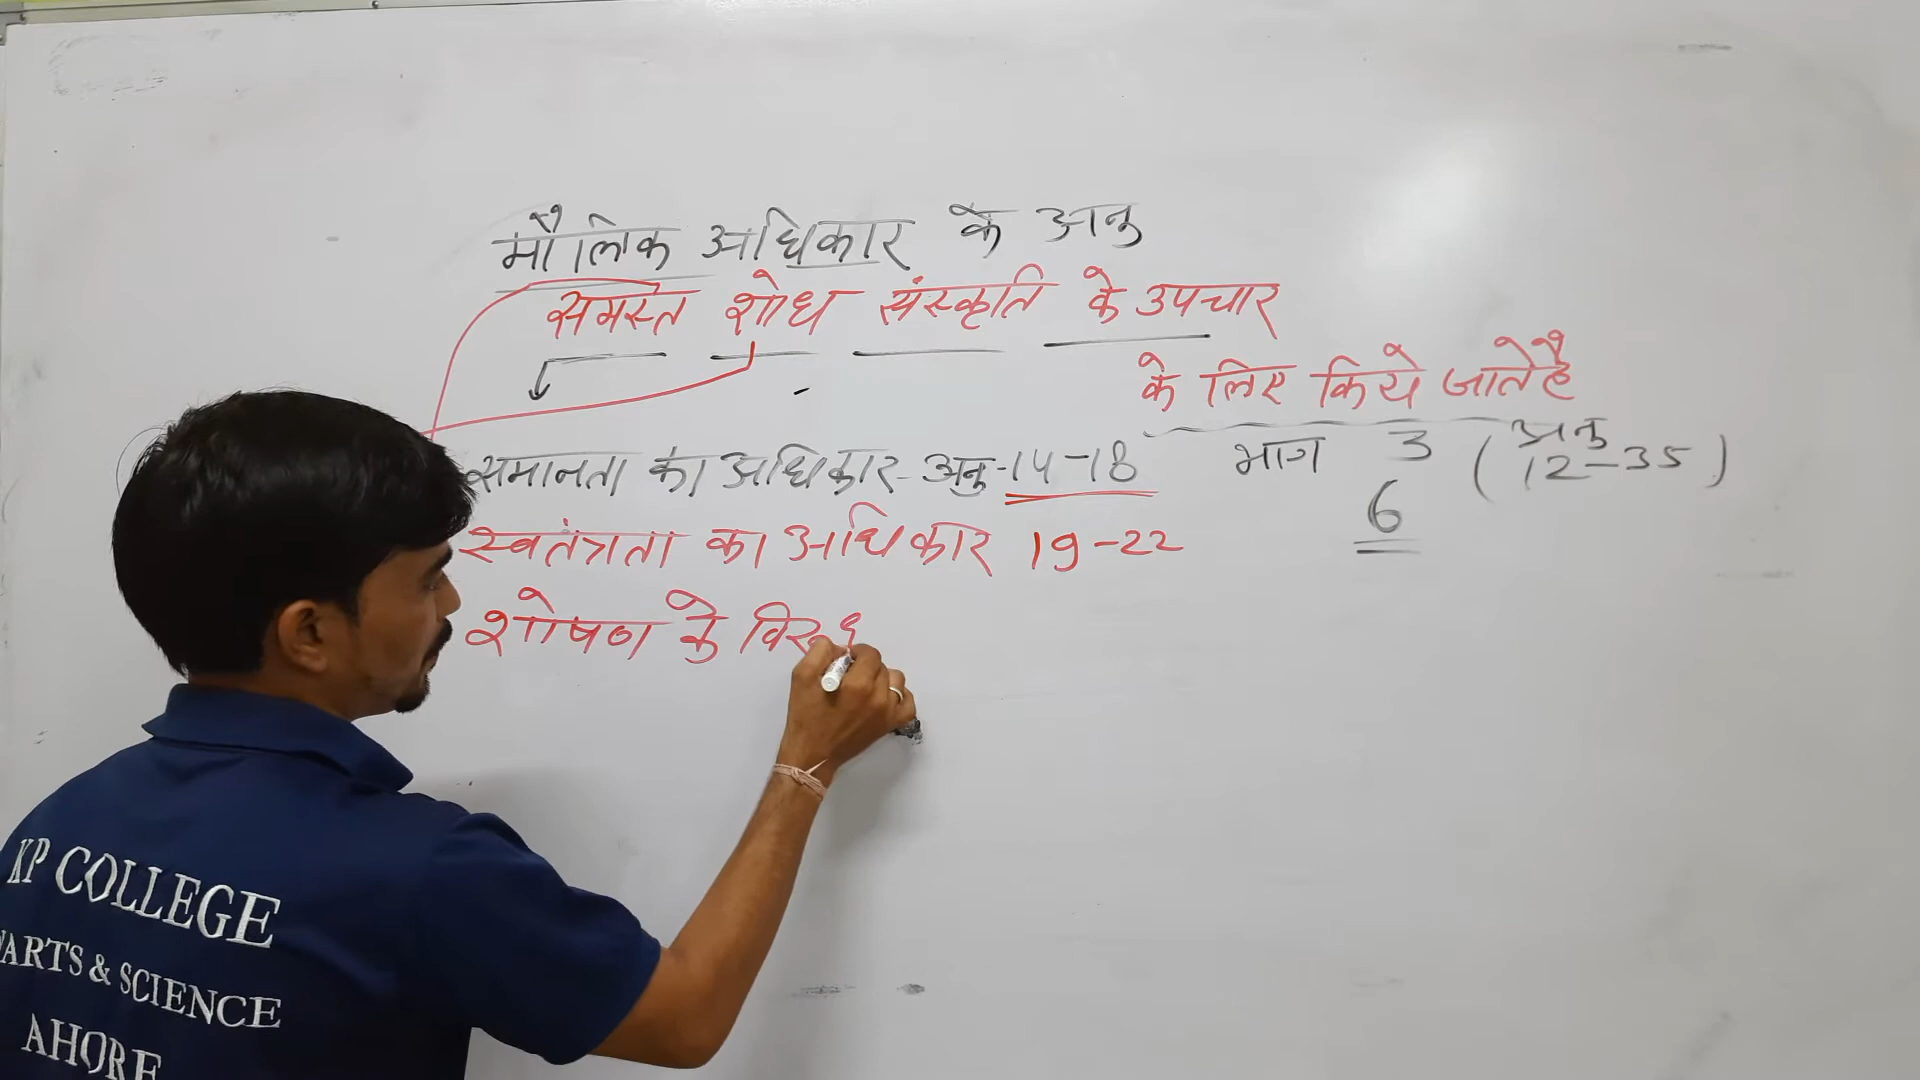 मौलिक अधिकार के अनु
समस्त शोध संस्कृति के उपचार
के लिए किये जाते है
समानता का अधिकार - अनु - 14-18
भाग 3 (अनु 12-35)
6
स्वतंत्रता का अधिकार 19-22
शोषण के
KP COLLEGE
ARTS & SCIENCE
AHORE